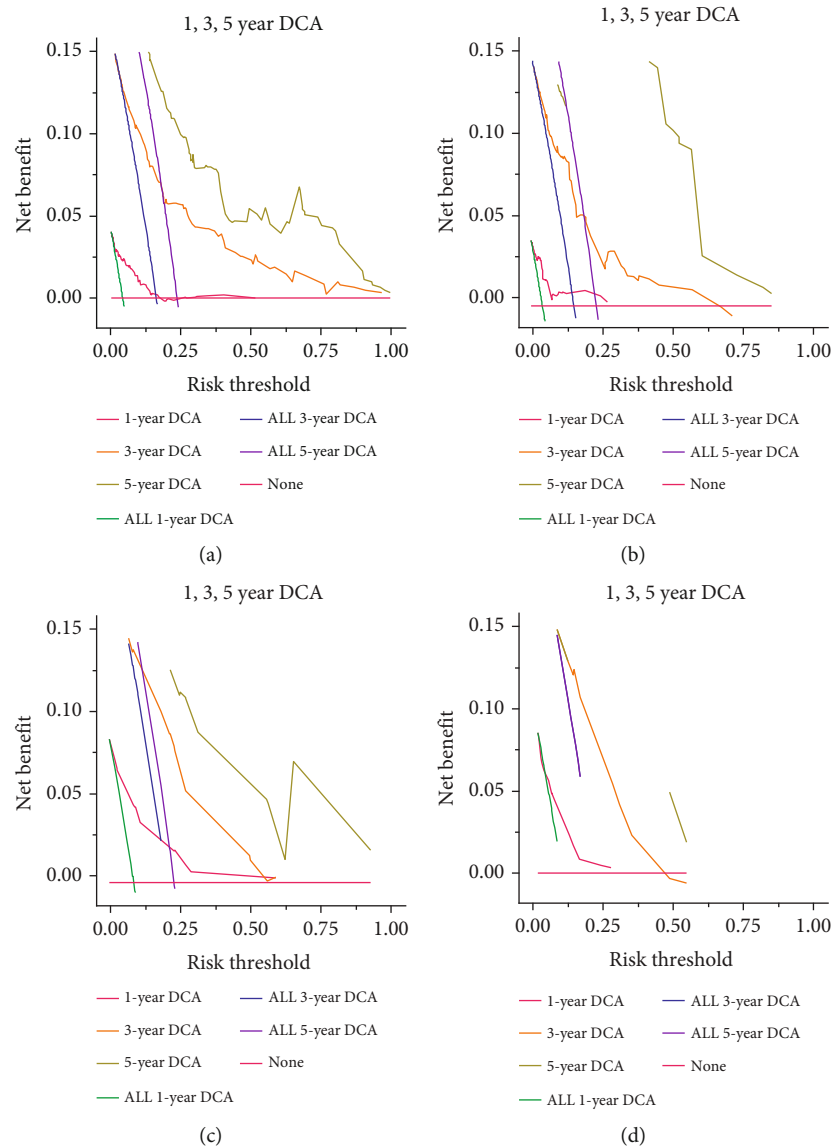 1, 3, 5 year DCA
0.15
0.10
0.05
0.00
Net benefit
0.00 0.25 0.50 0.75 1.00
Risk threshold
1-year DCA ALL 3-year DCA
3-year DCA ALL 5-year DCA
5-year DCA None
ALL 1-year DCA
(a)
1, 3, 5 year DCA
0.15
0.10
0.05
0.00
Net benefit
0.00 0.25 0.50 0.75 1.00
Risk threshold
1-year DCA ALL 3-year DCA
3-year DCA ALL 5-year DCA
5-year DCA None
ALL 1-year DCA
(b)
1, 3, 5 year DCA
0.15
0.10
0.05
0.00
Net benefit
0.00 0.25 0.50 0.75 1.00
Risk threshold
1-year DCA ALL 3-year DCA
3-year DCA ALL 5-year DCA
5-year DCA None
ALL 1-year DCA
(c)
1, 3, 5 year DCA
0.15
0.10
0.05
0.00
Net benefit
0.00 0.25 0.50 0.75 1.00
Risk threshold
1-year DCA ALL 3-year DCA
3-year DCA ALL 5-year DCA
5-year DCA None
ALL 1-year DCA
(d)